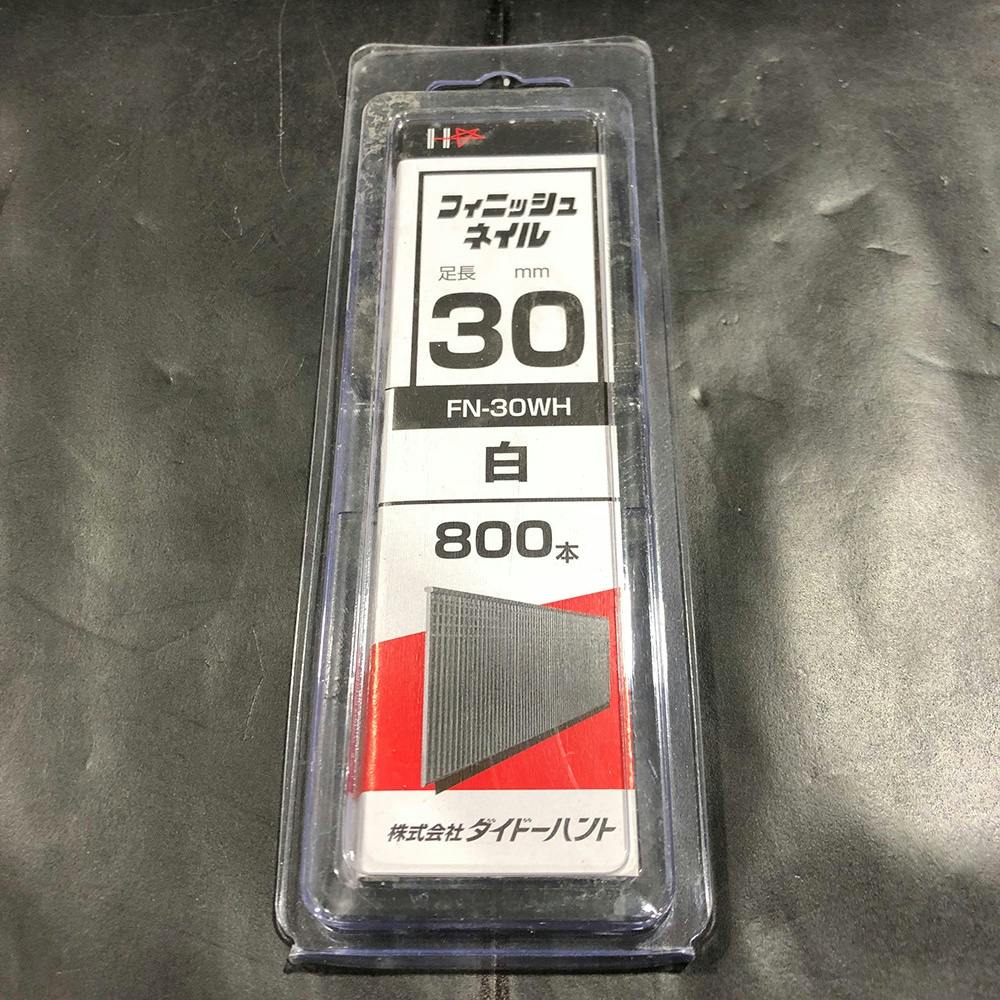 フィニッシュ
ネイル
足長 mm
30
FN-30WH
白
800本
株式会社 ダイドーハント